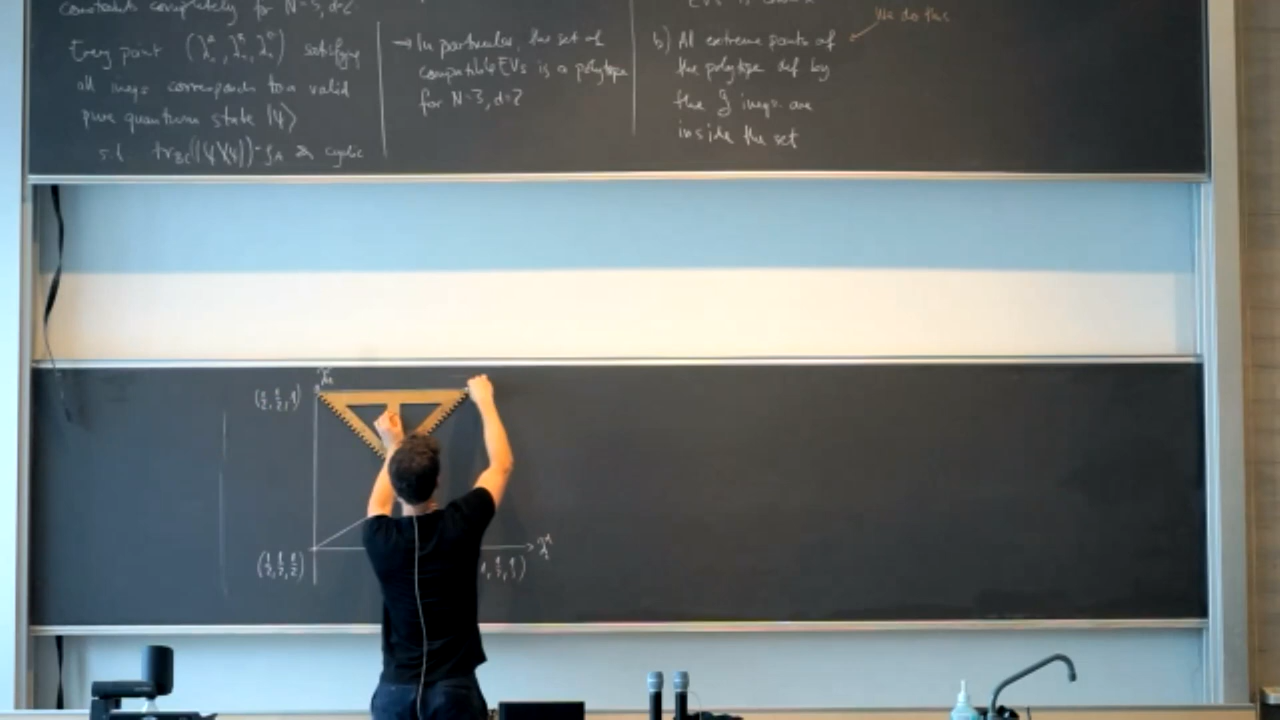 constraints completely for N=3, d=2
Every point (λₙᴬ, λₙᴮ, λₙᶜ) satisfying
all ineqs corresponds to a valid
pure quantum state |ψ⟩
s.t. tr_BC(|ψ⟩⟨ψ|)=ρ_A & cyclic
→ In particular, the set of
compatible EVs is a polytope
for N=3, d=2
b) All extreme points of
the polytope def by
the ineqs. are
inside the set
We do this
(1/2, 1/2, 1)
(1/2, 1/2, 1/2)